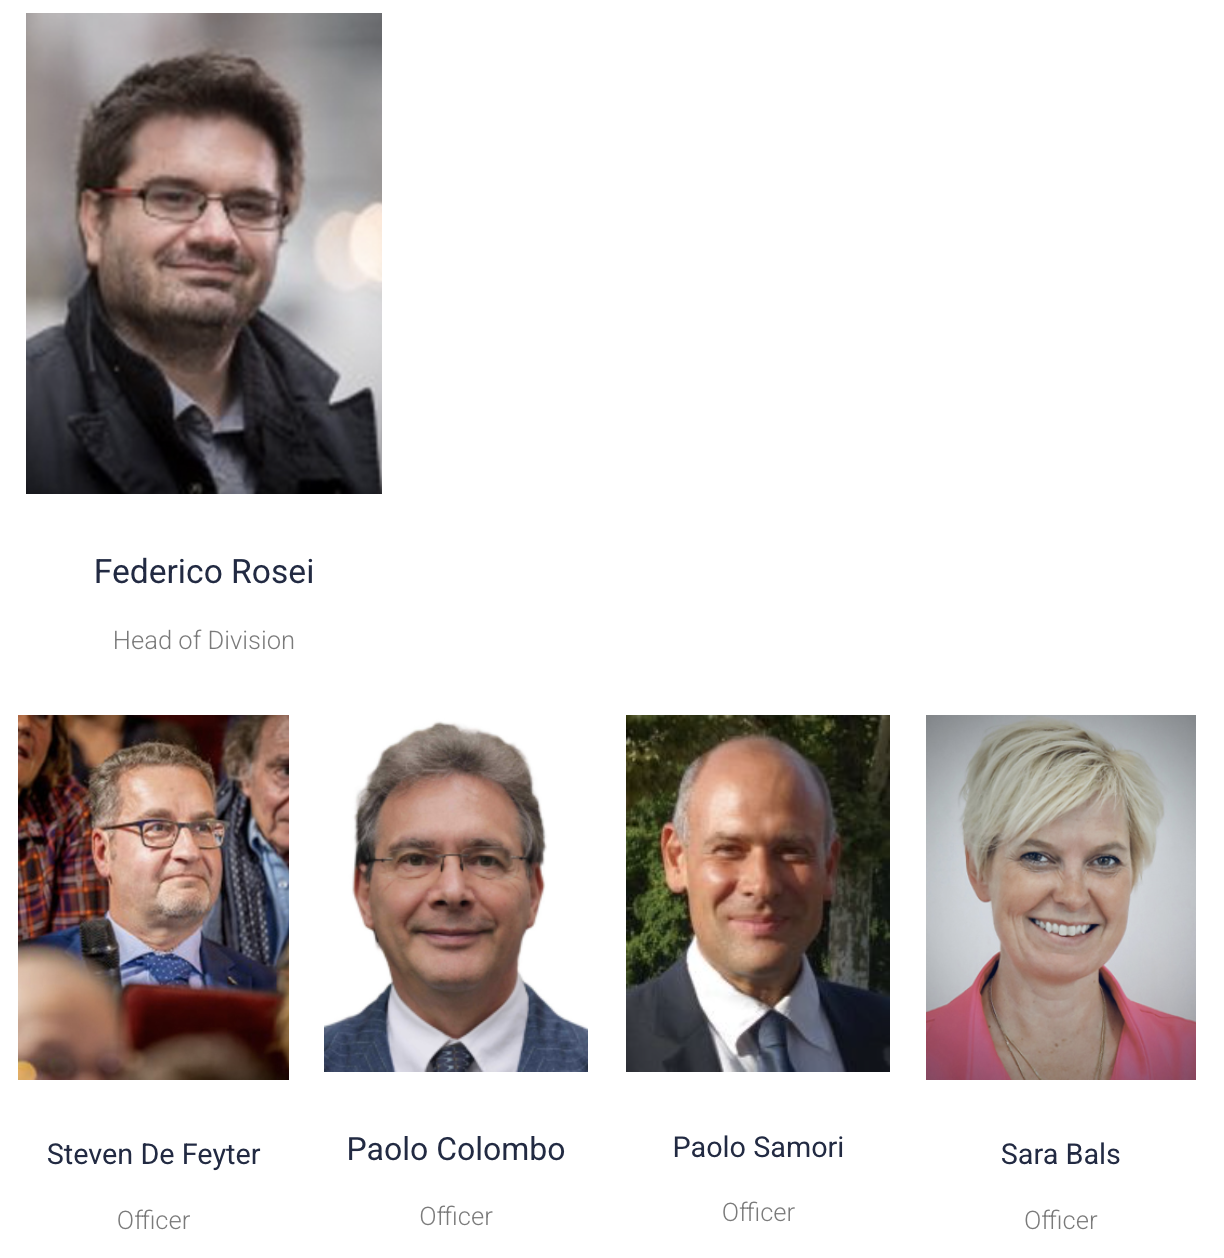 Federico Rosei
Head of Division
Steven De Feyter
Officer
Paolo Colombo
Officer
Paolo Samori
Officer
Sara Bals
Officer